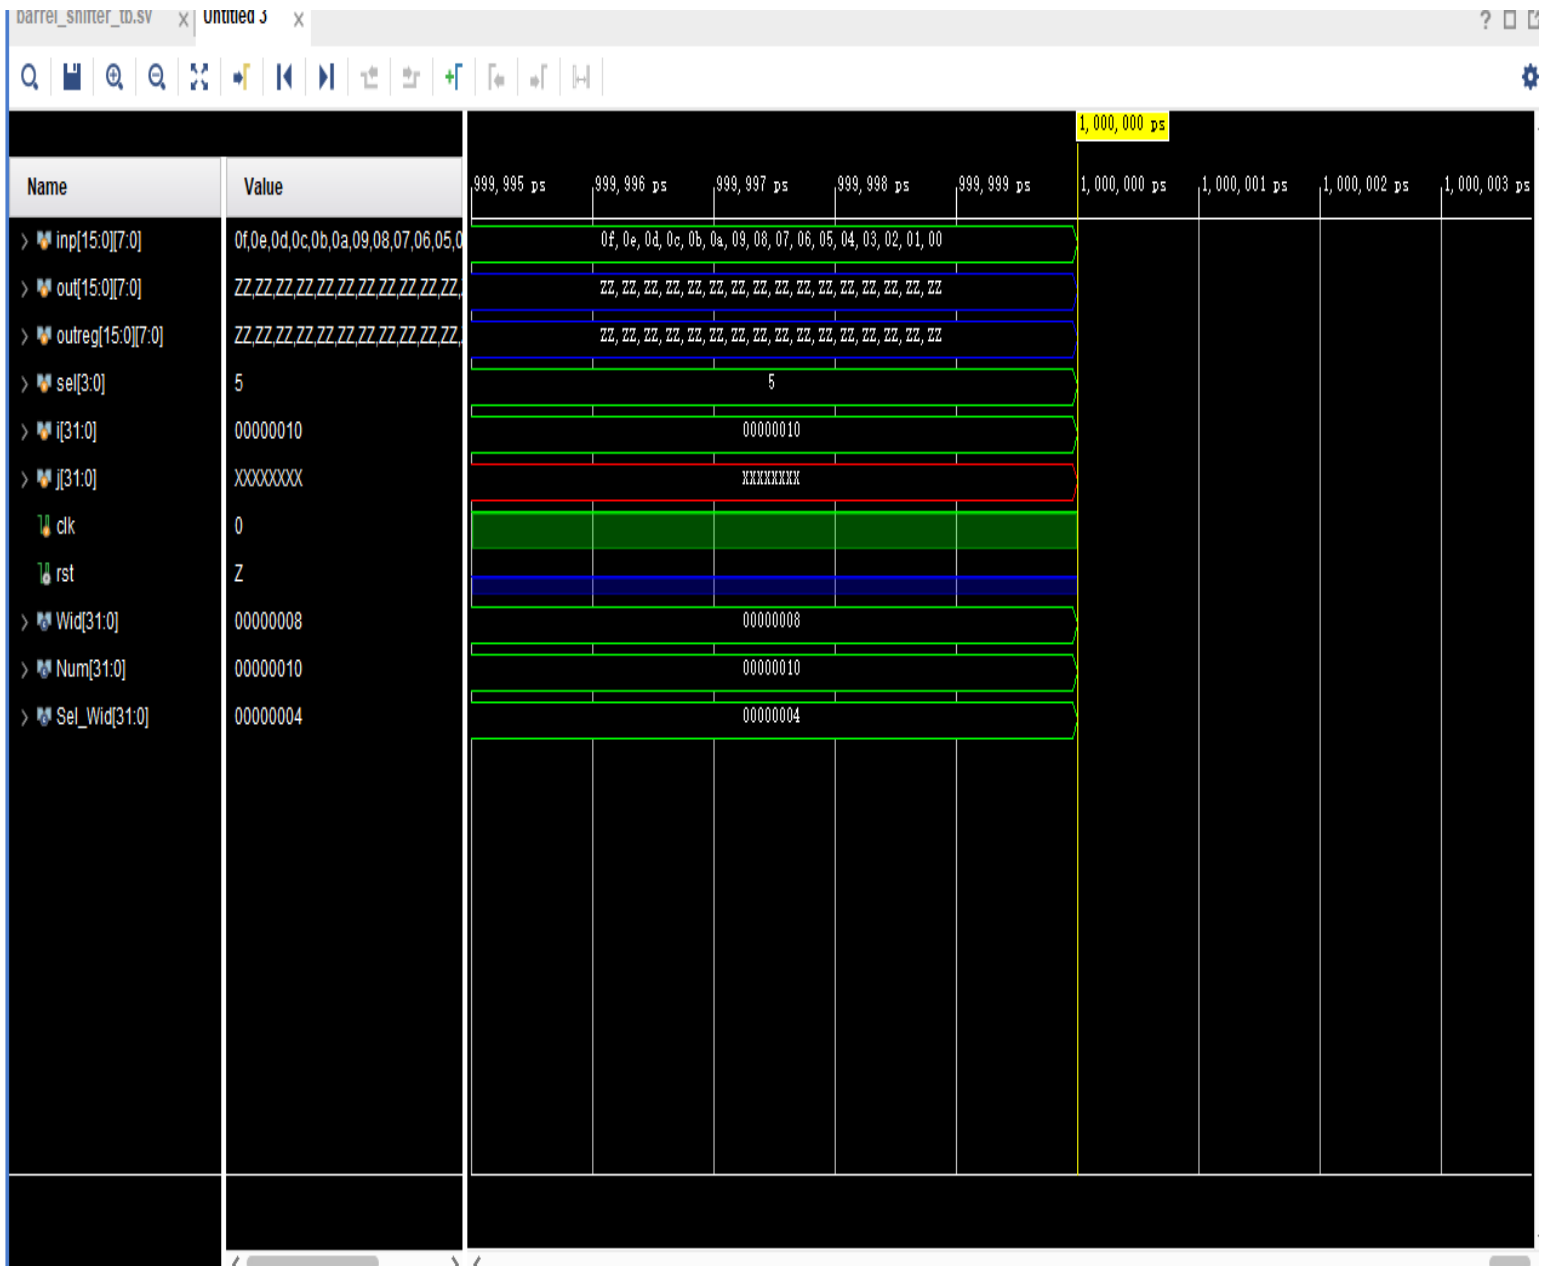 barrel_shifter_tb.sv × Untitled 3 × ?
1,000,000 ps
Name Value 999,995 ps 999,996 ps 999,997 ps 999,998 ps 999,999 ps 1,000,000 ps 1,000,001 ps 1,000,002 ps 1,000,003 ps
inp[15:0][7:0] 0f,0e,0d,0c,0b,0a,09,08,07,06,05,0 0f,0e,0d,0c,0b,0a,09,08,07,06,05,04,03,02,01,00
out[15:0][7:0] ZZ,ZZ,ZZ,ZZ,ZZ,ZZ,ZZ,ZZ,ZZ,ZZ,ZZ, ZZ,ZZ,ZZ,ZZ,ZZ,ZZ,ZZ,ZZ,ZZ,ZZ,ZZ,ZZ,ZZ,ZZ,ZZ,ZZ
outreg[15:0][7:0] ZZ,ZZ,ZZ,ZZ,ZZ,ZZ,ZZ,ZZ,ZZ,ZZ,ZZ, ZZ,ZZ,ZZ,ZZ,ZZ,ZZ,ZZ,ZZ,ZZ,ZZ,ZZ,ZZ,ZZ,ZZ,ZZ,ZZ
sel[3:0] 5 5
i[31:0] 00000010 00000010
j[31:0] XXXXXXXX XXXXXXXX
clk 0
rst Z
Wid[31:0] 00000008 00000008
Num[31:0] 00000010 00000010
Sel_Wid[31:0] 00000004 00000004